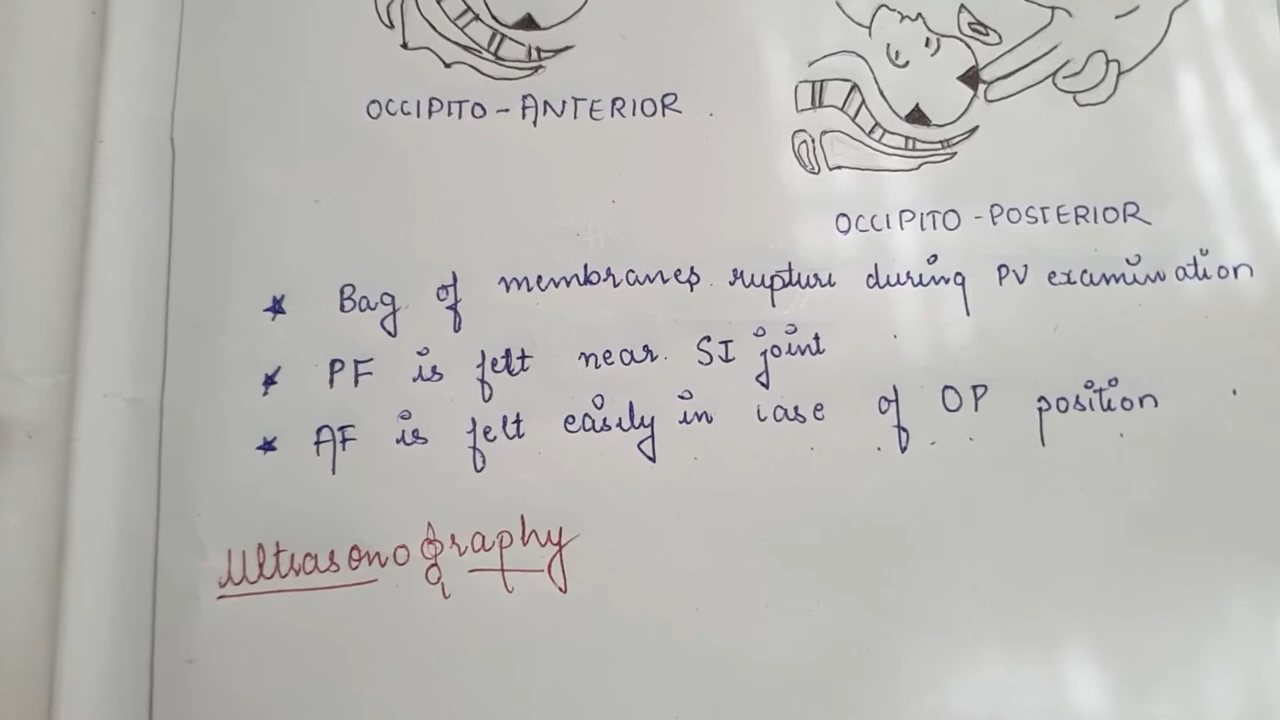 OCCIPITO-ANTERIOR
OCCIPITO-POSTERIOR
* Bag of membranes rupture during PV examination
* PF is felt near SI joint
* AF is felt easily in case of OP position
Ultrasonography